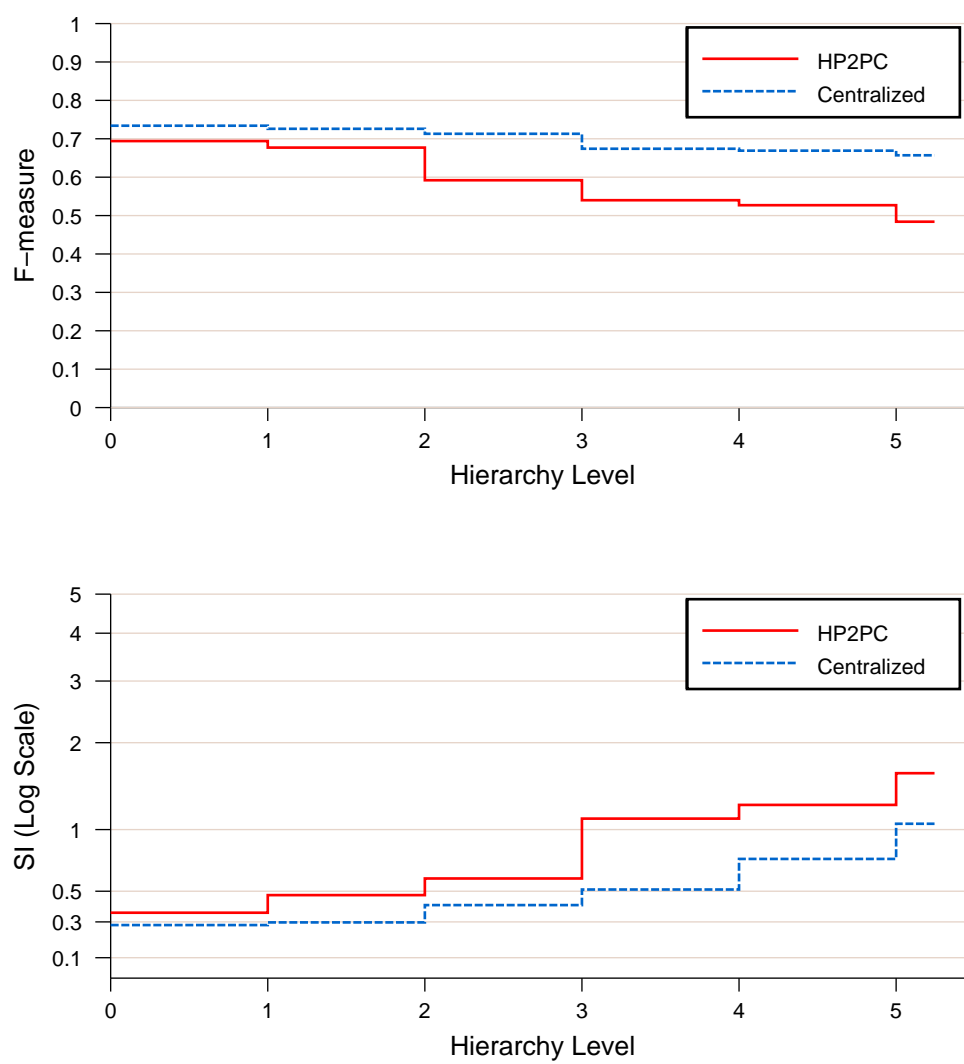 1
0.9
0.8
0.7
0.6
0.5
0.4
0.3
0.2
0.1
0
F−measure
HP2PC
Centralized
0 1 2 3 4 5
Hierarchy Level
5
4
3
2
1
0.5
0.3
0.1
SI (Log Scale)
HP2PC
Centralized
0 1 2 3 4 5
Hierarchy Level